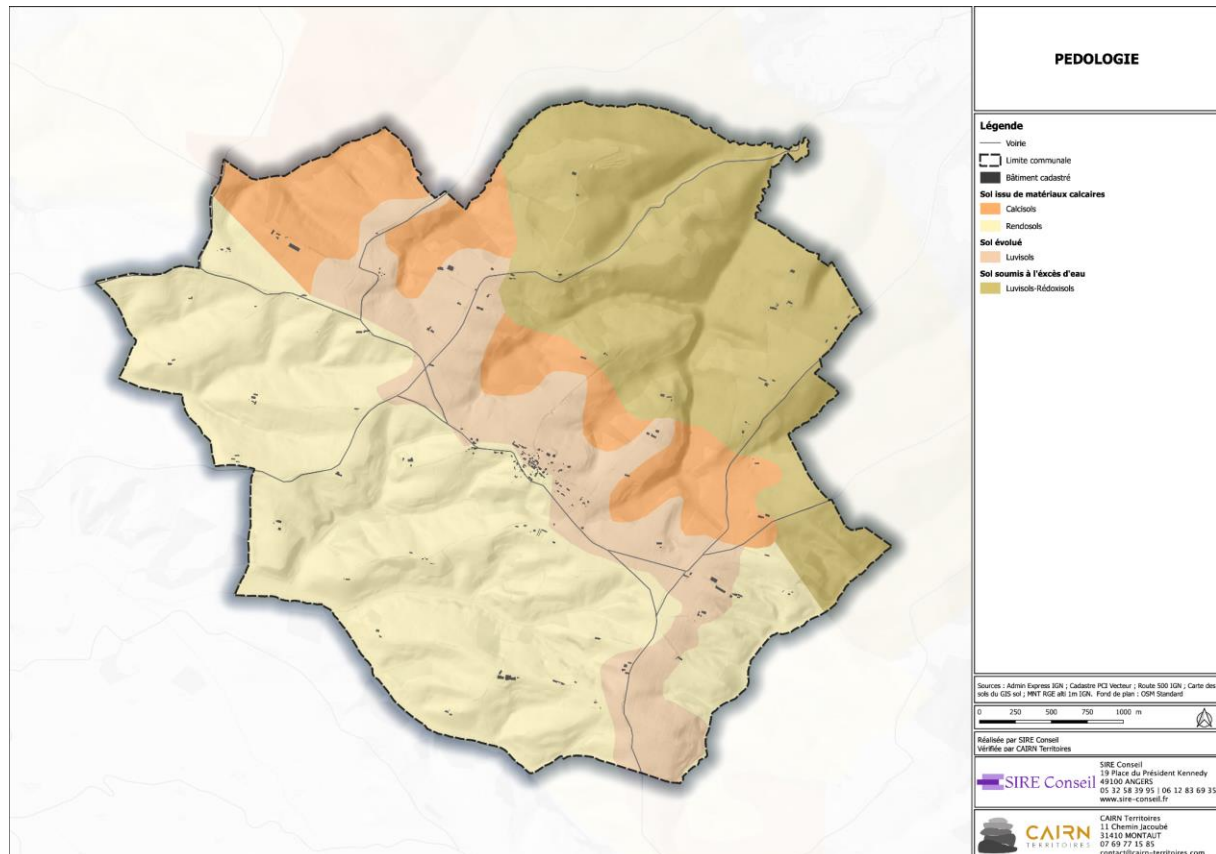 PEDOLOGIE
Légende
Voirie
Limite communale
Bâtiment cadastré
Sol issu de matériaux calcaires
Calcisols
Rendosols
Sol évolué
Luvisols
Sol soumis à l'éxcès d'eau
Luvisols-Rédoxisols
Sources : Admin Express IGN ; Cadastre PCI Vecteur ; Route 500 IGN ; Carte des
sols du GIS sol ; MNT RGE alti 1m IGN. Fond de plan : OSM Standard
0 250 500 750 1000 m
Réalisée par SIRE Conseil
Vérifiée par CAIRN Territoires
SIRE Conseil
SIRE Conseil
19 Place du Président Kennedy
49100 ANGERS
05 32 58 39 95 | 06 12 83 69 35
www.sire-conseil.fr
CAIRN
TERRITOIRES
CAIRN Territoires
11 Chemin Jacoubé
31410 MONTAUT
07 69 77 15 85
contact@cairn-territoires.com